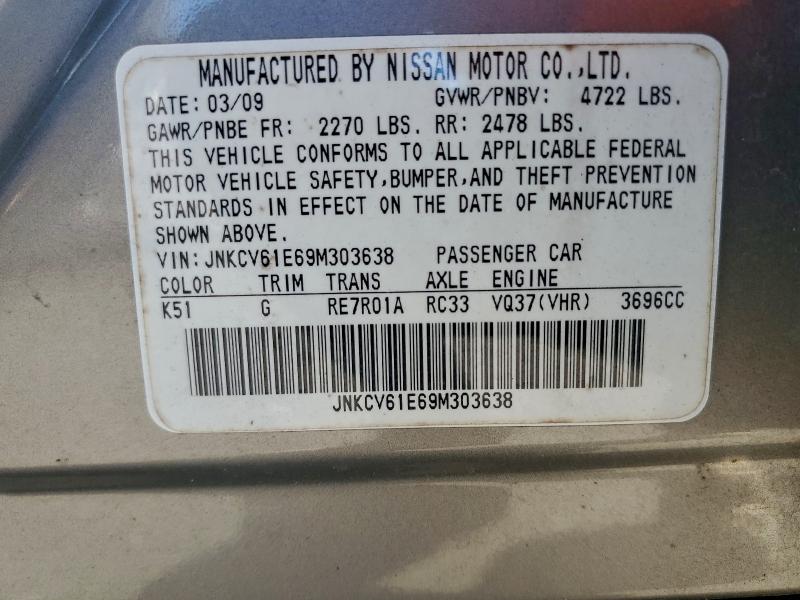 MANUFACTURED BY NISSAN MOTOR CO.,LTD.
DATE: 03/09 GVWR/PNBV: 4722 LBS.
GAWR/PNBE FR: 2270 LBS. RR: 2478 LBS.
THIS VEHICLE CONFORMS TO ALL APPLICABLE FEDERAL
MOTOR VEHICLE SAFETY,BUMPER,AND THEFT PREVENTION
STANDARDS IN EFFECT ON THE DATE OF MANUFACTURE
SHOWN ABOVE.
VIN:JNKCV61E69M303638 PASSENGER CAR
COLOR TRIM TRANS AXLE ENGINE
K51 G RE7R01A RC33 VQ37(VHR) 3696CC
JNKCV61E69M303638